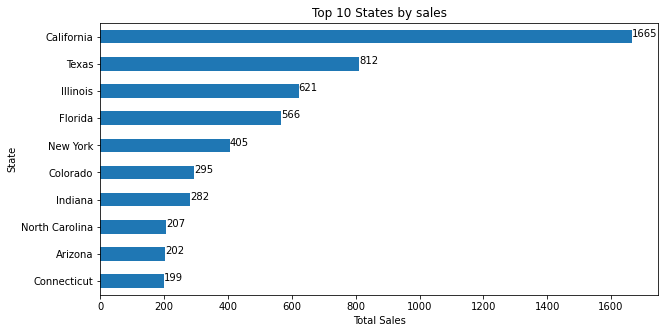 Top 10 States by sales
California 1665
Texas 812
Illinois 621
Florida 566
New York 405
Colorado 295
Indiana 282
North Carolina 207
Arizona 202
Connecticut 199
State
0 200 400 600 800 1000 1200 1400 1600
Total Sales